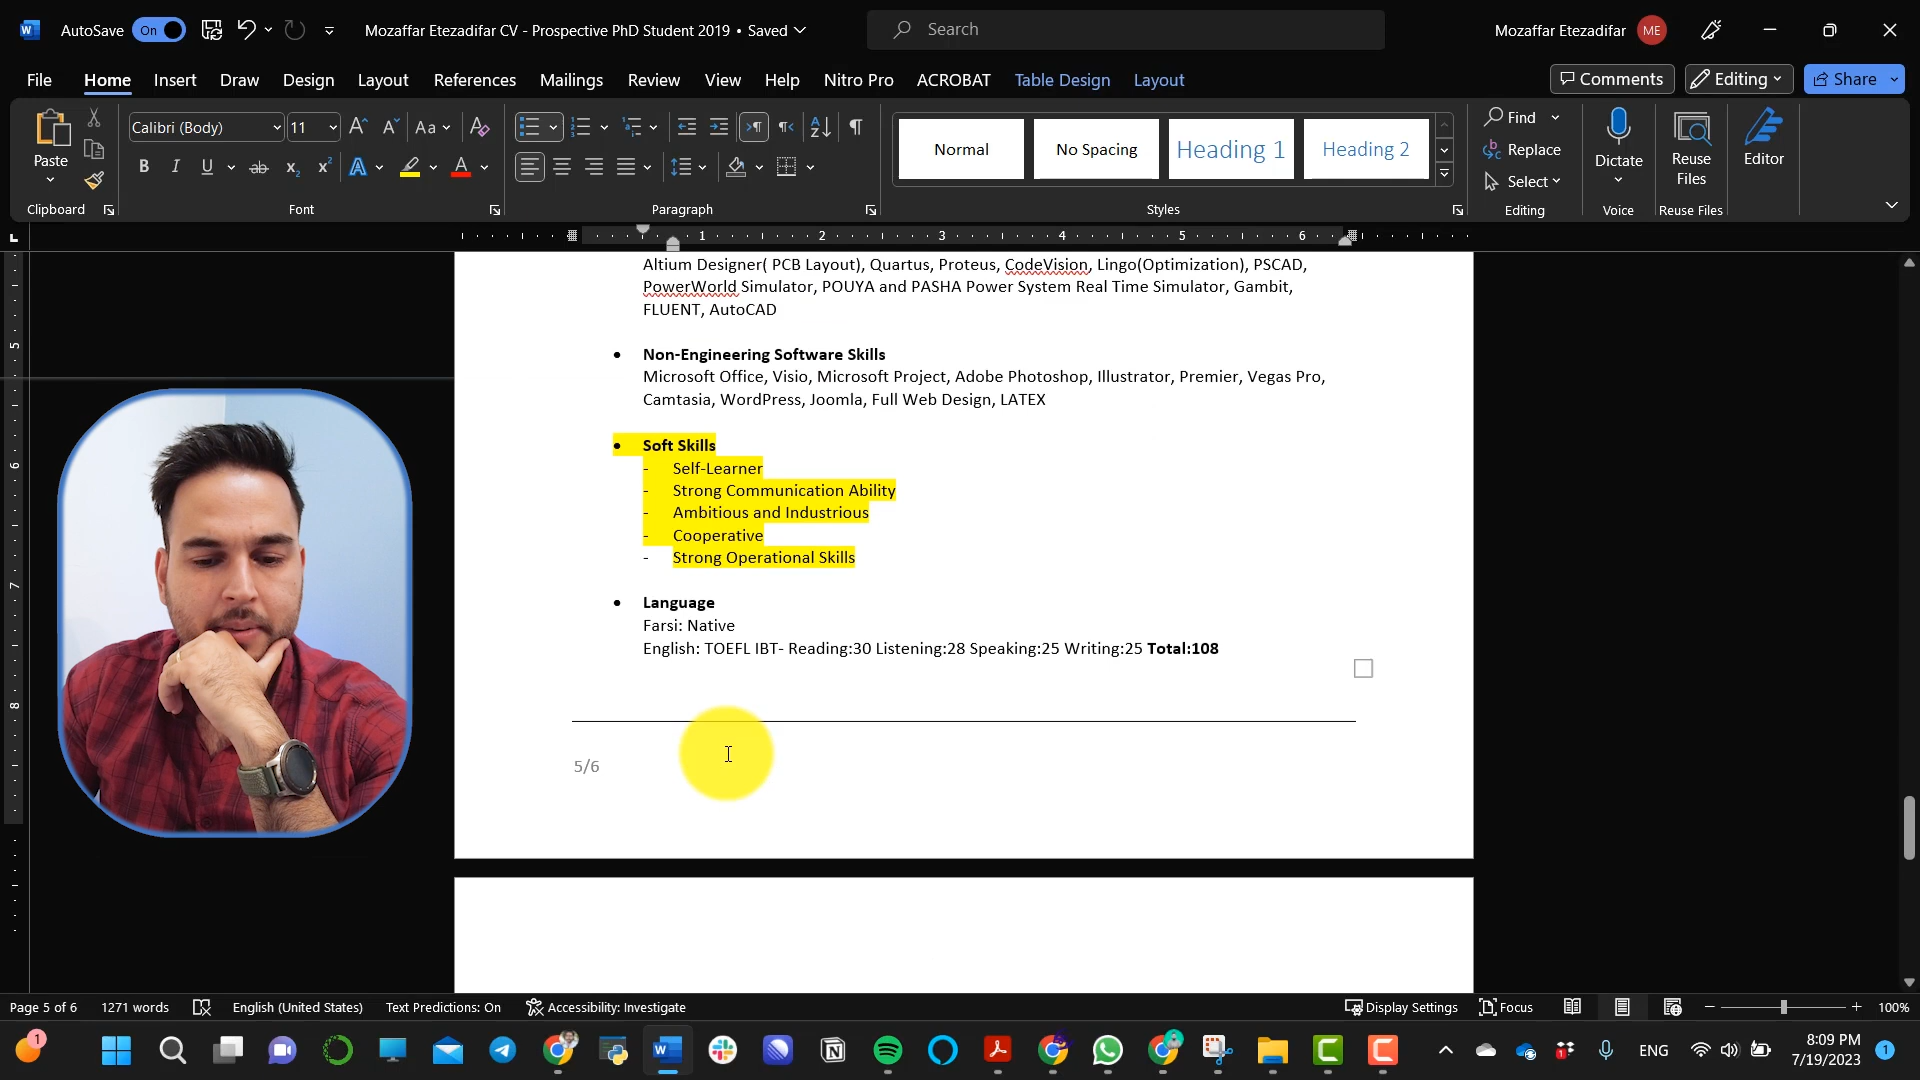 AutoSave On Mozaffar Etezadifar CV - Prospective PhD Student 2019 • Saved Search Mozaffar Etezadifar ME
File Home Insert Draw Design Layout References Mailings Review View Help Nitro Pro ACROBAT Table Design Layout Comments Editing Share
Paste
Calibri (Body) 11 Aa
Normal No Spacing Heading 1 Heading 2
Find
Replace
Select
Dictate
Reuse
Files
Editor
Clipboard Font Paragraph Styles Editing Voice Reuse Files
1 2 3 4 5 6
Altium Designer( PCB Layout), Quartus, Proteus, CodeVision, Lingo(Optimization), PSCAD,
PowerWorld Simulator, POUYA and PASHA Power System Real Time Simulator, Gambit,
FLUENT, AutoCAD
• Non-Engineering Software Skills
Microsoft Office, Visio, Microsoft Project, Adobe Photoshop, Illustrator, Premier, Vegas Pro,
Camtasia, WordPress, Joomla, Full Web Design, LATEX
• Soft Skills
- Self-Learner
- Strong Communication Ability
- Ambitious and Industrious
- Cooperative
- Strong Operational Skills
• Language
Farsi: Native
English: TOEFL IBT- Reading:30 Listening:28 Speaking:25 Writing:25 Total:108
5/6
Page 5 of 6 1271 words English (United States) Text Predictions: On Accessibility: Investigate Display Settings Focus 100%
ENG
8:09 PM
7/19/2023